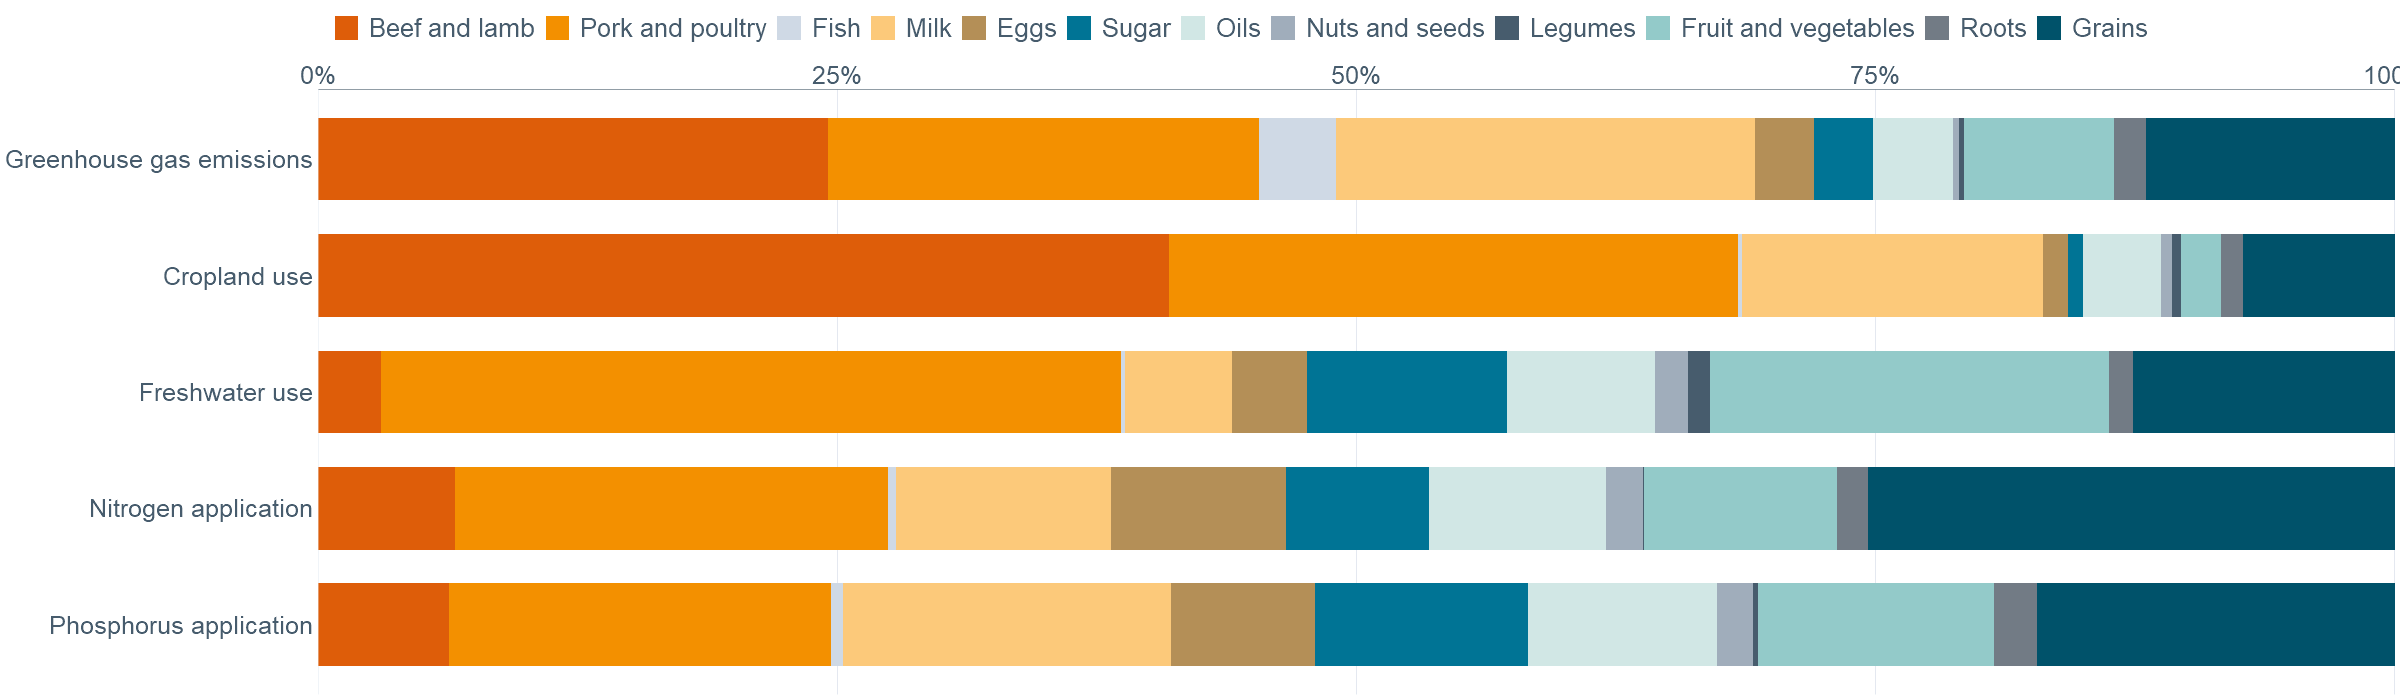 Beef and lamb Pork and poultry Fish Milk Eggs Sugar Oils Nuts and seeds Legumes Fruit and vegetables Roots Grains
0% 25% 50% 75% 100
Greenhouse gas emissions
Cropland use
Freshwater use
Nitrogen application
Phosphorus application